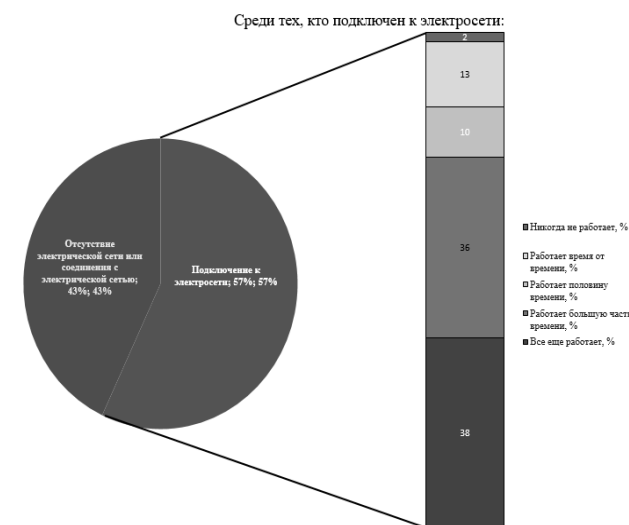 Среди тех, кто подключен к электросети:
2
13
10
36
38
Отсутствие
электрической сети или
соединения с
электрической сетью;
43%; 43%
Подключение к
электросети; 57%; 57%
Никогда не работает, %
Работает время от
времени, %
Работает половину
времени, %
Работает большую часть
времени, %
Все еще работает, %